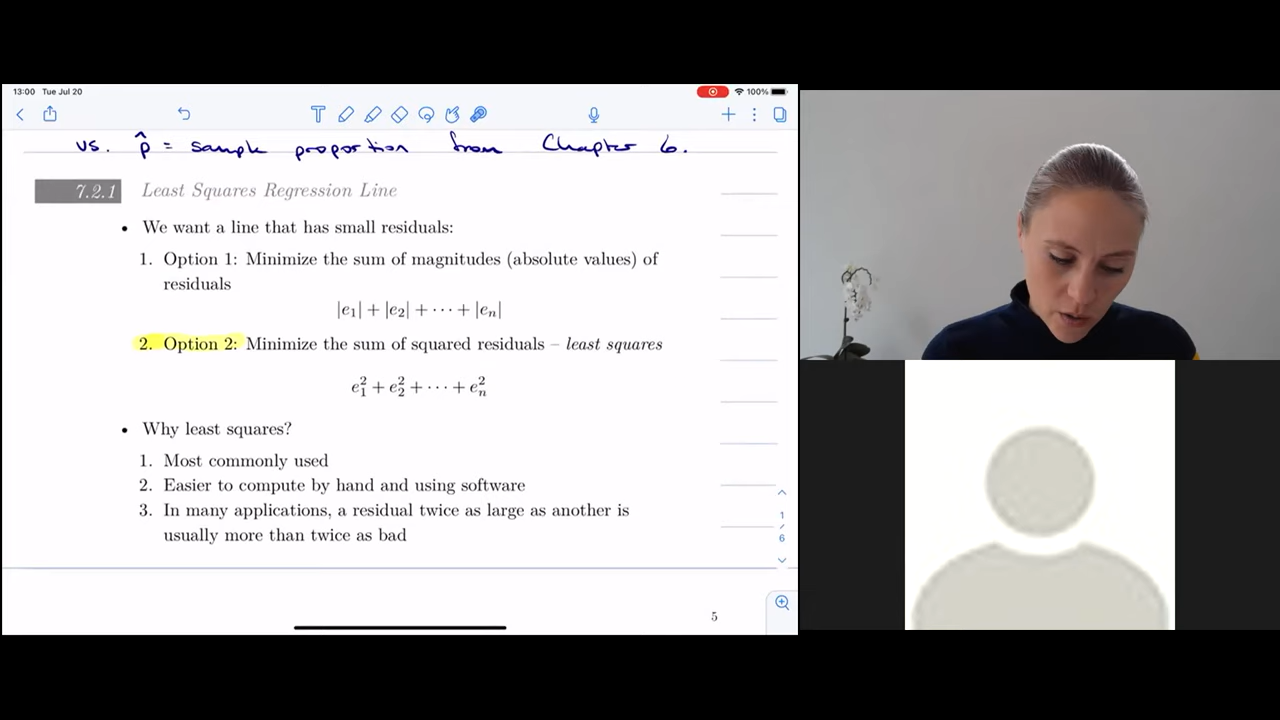 13:00 Tue Jul 20
100%
vs. p̂ = sample proportion from Chapter 6.
7.2.1 Least Squares Regression Line
• We want a line that has small residuals:
1. Option 1: Minimize the sum of magnitudes (absolute values) of
residuals
|e₁| + |e₂| + ⋯ + |eₙ|
2. Option 2: Minimize the sum of squared residuals – least squares
e₁² + e₂² + ⋯ + eₙ²
• Why least squares?
1. Most commonly used
2. Easier to compute by hand and using software
3. In many applications, a residual twice as large as another is
usually more than twice as bad
1
/
6
5